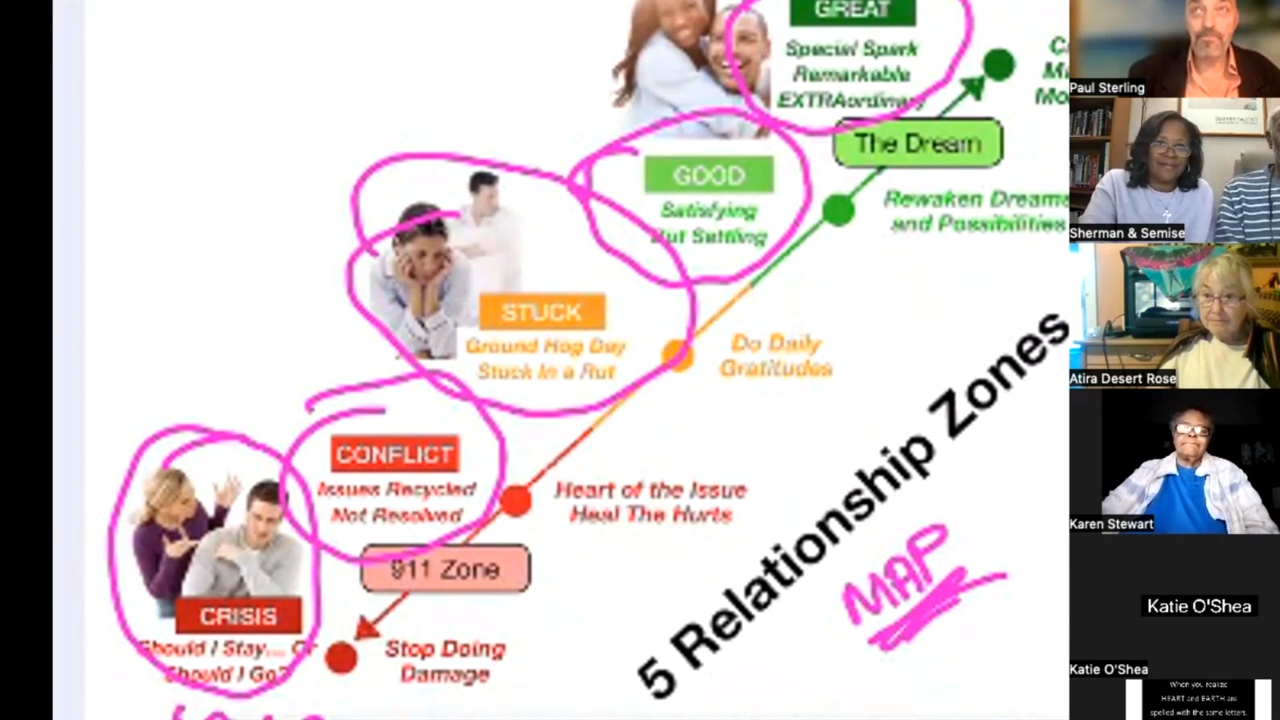 GREAT
Special Spark
Remarkable
EXTRAordinary
The Dream
GOOD
Satisfying
But Settling
Rewaken Dreams
and Possibilities
STUCK
Ground Hog Day
Stuck In a Rut
Do Daily
Gratitudes
CONFLICT
Issues Recycled
Not Resolved
Heart of the Issue
Heal The Hurts
911 Zone
CRISIS
Should I Stay... Or
Should I Go?
Stop Doing
Damage
5 Relationship Zones
MAP
Paul Sterling
Sherman & Semise
Atira Desert Rose
Karen Stewart
Katie O'Shea
Katie O'Shea
When you realize
HEART and EARTH are
spelled with the same letters,